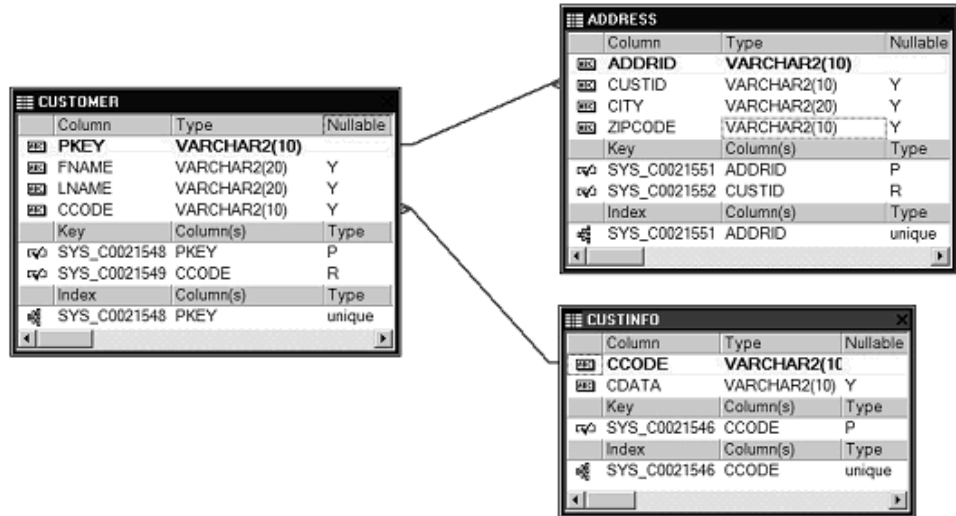 CUSTOMER
Column Type Nullable
PKEY VARCHAR2(10)
FNAME VARCHAR2(20) Y
LNAME VARCHAR2(20) Y
CCODE VARCHAR2(10) Y
Key Column(s) Type
SYS_C0021548 PKEY P
SYS_C0021549 CCODE R
Index Column(s) Type
SYS_C0021548 PKEY unique
ADDRESS
Column Type Nullable
ADDRID VARCHAR2(10)
CUSTID VARCHAR2(10) Y
CITY VARCHAR2(20) Y
ZIPCODE VARCHAR2(10) Y
Key Column(s) Type
SYS_C0021551 ADDRID P
SYS_C0021552 CUSTID R
Index Column(s) Type
SYS_C0021551 ADDRID unique
CUSTINFO
Column Type Nullable
CCODE VARCHAR2(10
CDATA VARCHAR2(10) Y
Key Column(s) Type
SYS_C0021546 CCODE P
Index Column(s) Type
SYS_C0021546 CCODE unique